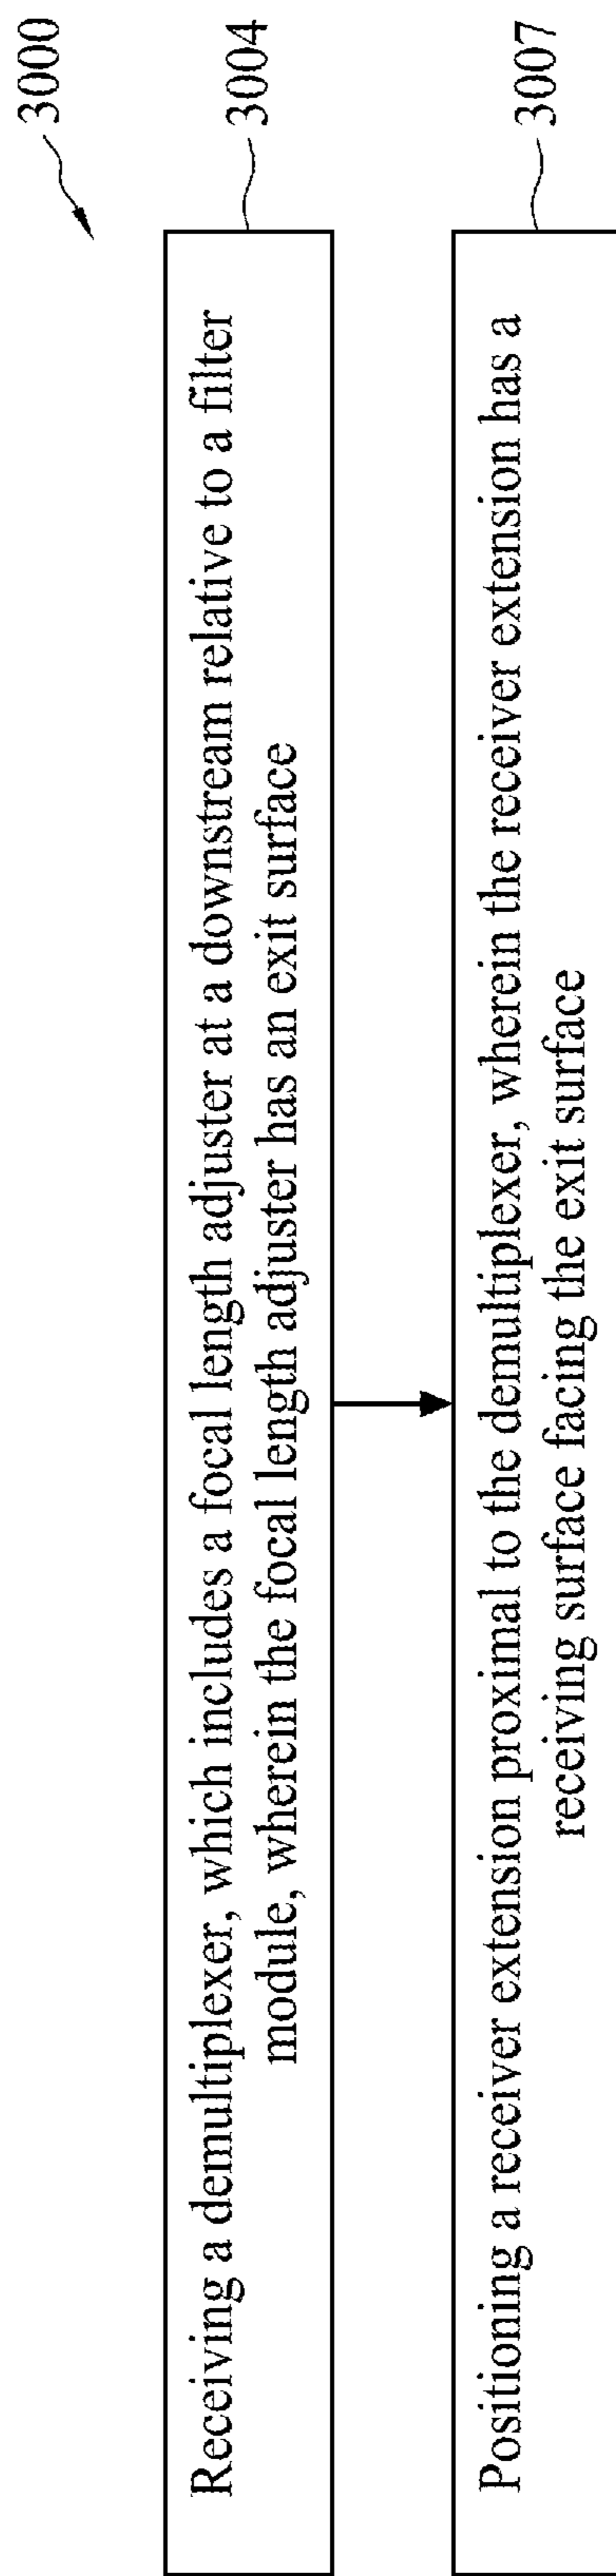 3000
Receiving a demultiplexer, which includes a focal length adjuster at a downstream relative to a filter
module, wherein the focal length adjuster has an exit surface
3004
Positioning a receiver extension proximal to the demultiplexer, wherein the receiver extension has a
receiving surface facing the exit surface
3007